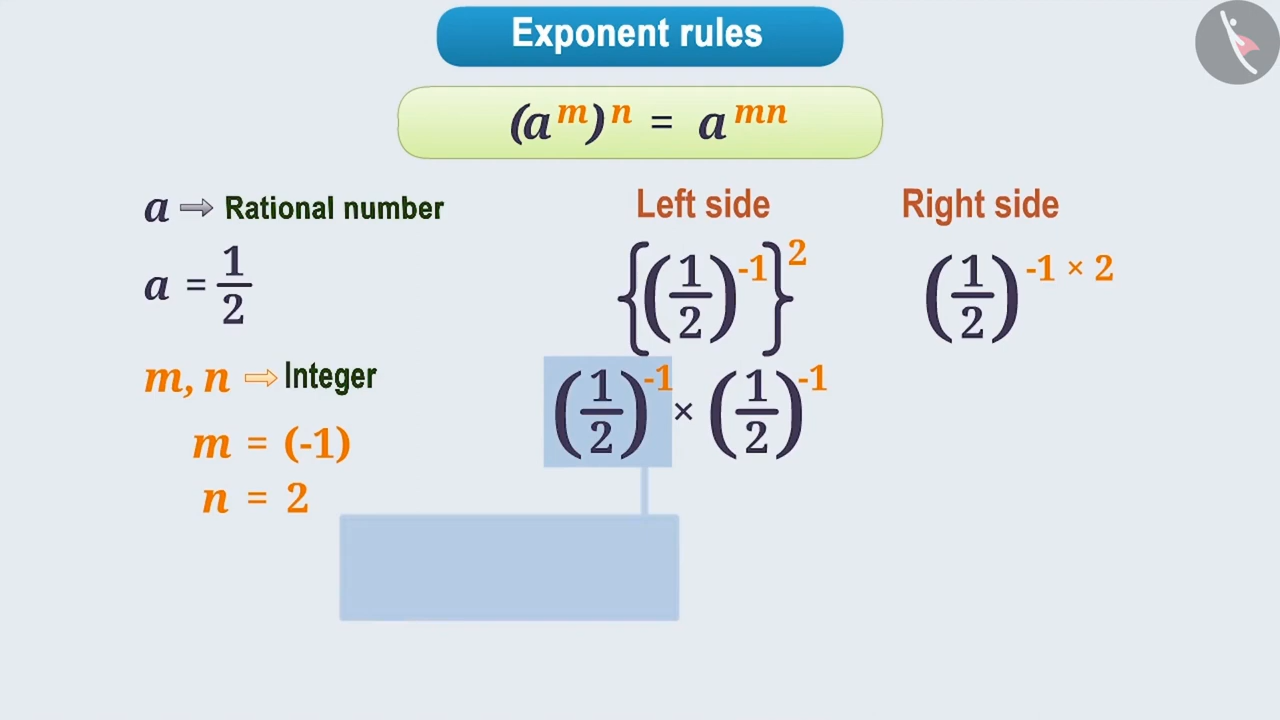 Exponent rules
(a^m)^n = a^{mn}
a ⇒ Rational number
a = 1/2
m, n ⇒ Integer
m = (-1)
n = 2
Left side
{(1/2)^{-1}}^2
(1/2)^{-1} × (1/2)^{-1}
Right side
(1/2)^{-1 × 2}